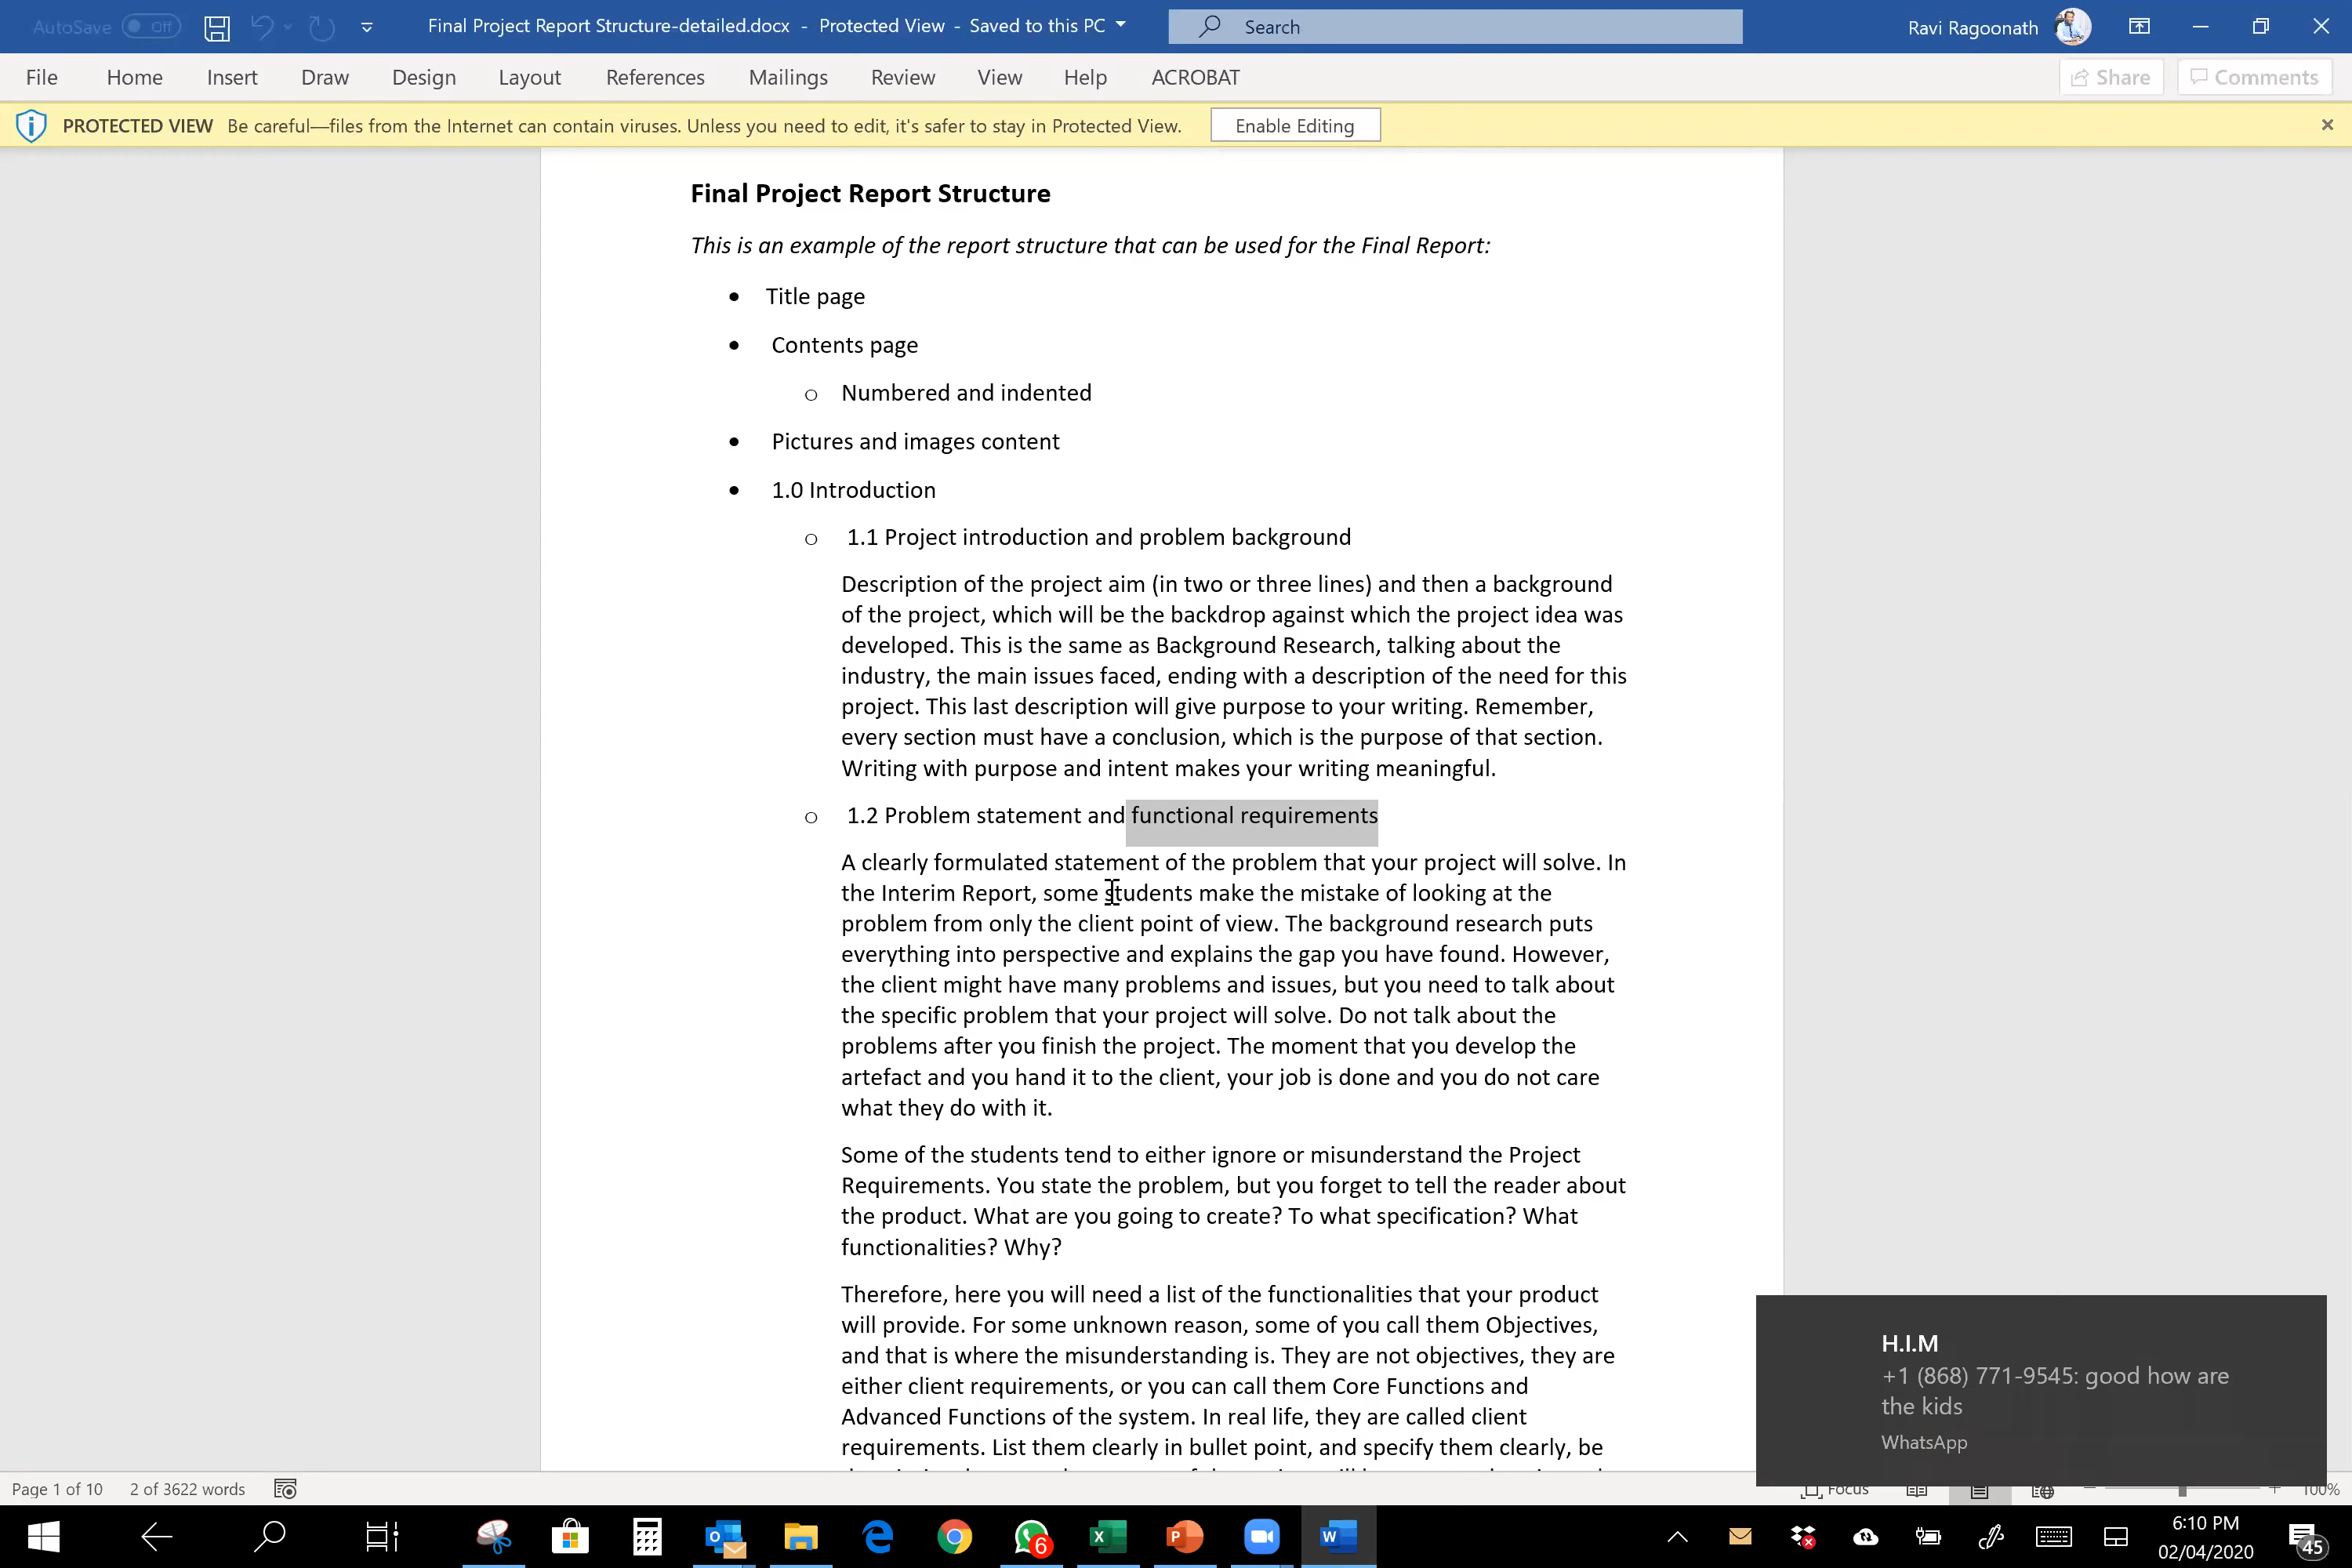 AutoSave Off Final Project Report Structure-detailed.docx - Protected View - Saved to this PC Search Ravi Ragoonath
File Home Insert Draw Design Layout References Mailings Review View Help ACROBAT Share Comments
PROTECTED VIEW Be careful—files from the Internet can contain viruses. Unless you need to edit, it's safer to stay in Protected View. Enable Editing
Final Project Report Structure
This is an example of the report structure that can be used for the Final Report:
• Title page
• Contents page
o Numbered and indented
• Pictures and images content
• 1.0 Introduction
o 1.1 Project introduction and problem background
Description of the project aim (in two or three lines) and then a background
of the project, which will be the backdrop against which the project idea was
developed. This is the same as Background Research, talking about the
industry, the main issues faced, ending with a description of the need for this
project. This last description will give purpose to your writing. Remember,
every section must have a conclusion, which is the purpose of that section.
Writing with purpose and intent makes your writing meaningful.
o 1.2 Problem statement and functional requirements
A clearly formulated statement of the problem that your project will solve. In
the Interim Report, some students make the mistake of looking at the
problem from only the client point of view. The background research puts
everything into perspective and explains the gap you have found. However,
the client might have many problems and issues, but you need to talk about
the specific problem that your project will solve. Do not talk about the
problems after you finish the project. The moment that you develop the
artefact and you hand it to the client, your job is done and you do not care
what they do with it.
Some of the students tend to either ignore or misunderstand the Project
Requirements. You state the problem, but you forget to tell the reader about
the product. What are you going to create? To what specification? What
functionalities? Why?
Therefore, here you will need a list of the functionalities that your product
will provide. For some unknown reason, some of you call them Objectives,
and that is where the misunderstanding is. They are not objectives, they are
either client requirements, or you can call them Core Functions and
Advanced Functions of the system. In real life, they are called client
requirements. List them clearly in bullet point, and specify them clearly, be
H.I.M
+1 (868) 771-9545: good how are
the kids
WhatsApp
Page 1 of 10 2 of 3622 words Focus 100%
6
6:10 PM
02/04/2020
45